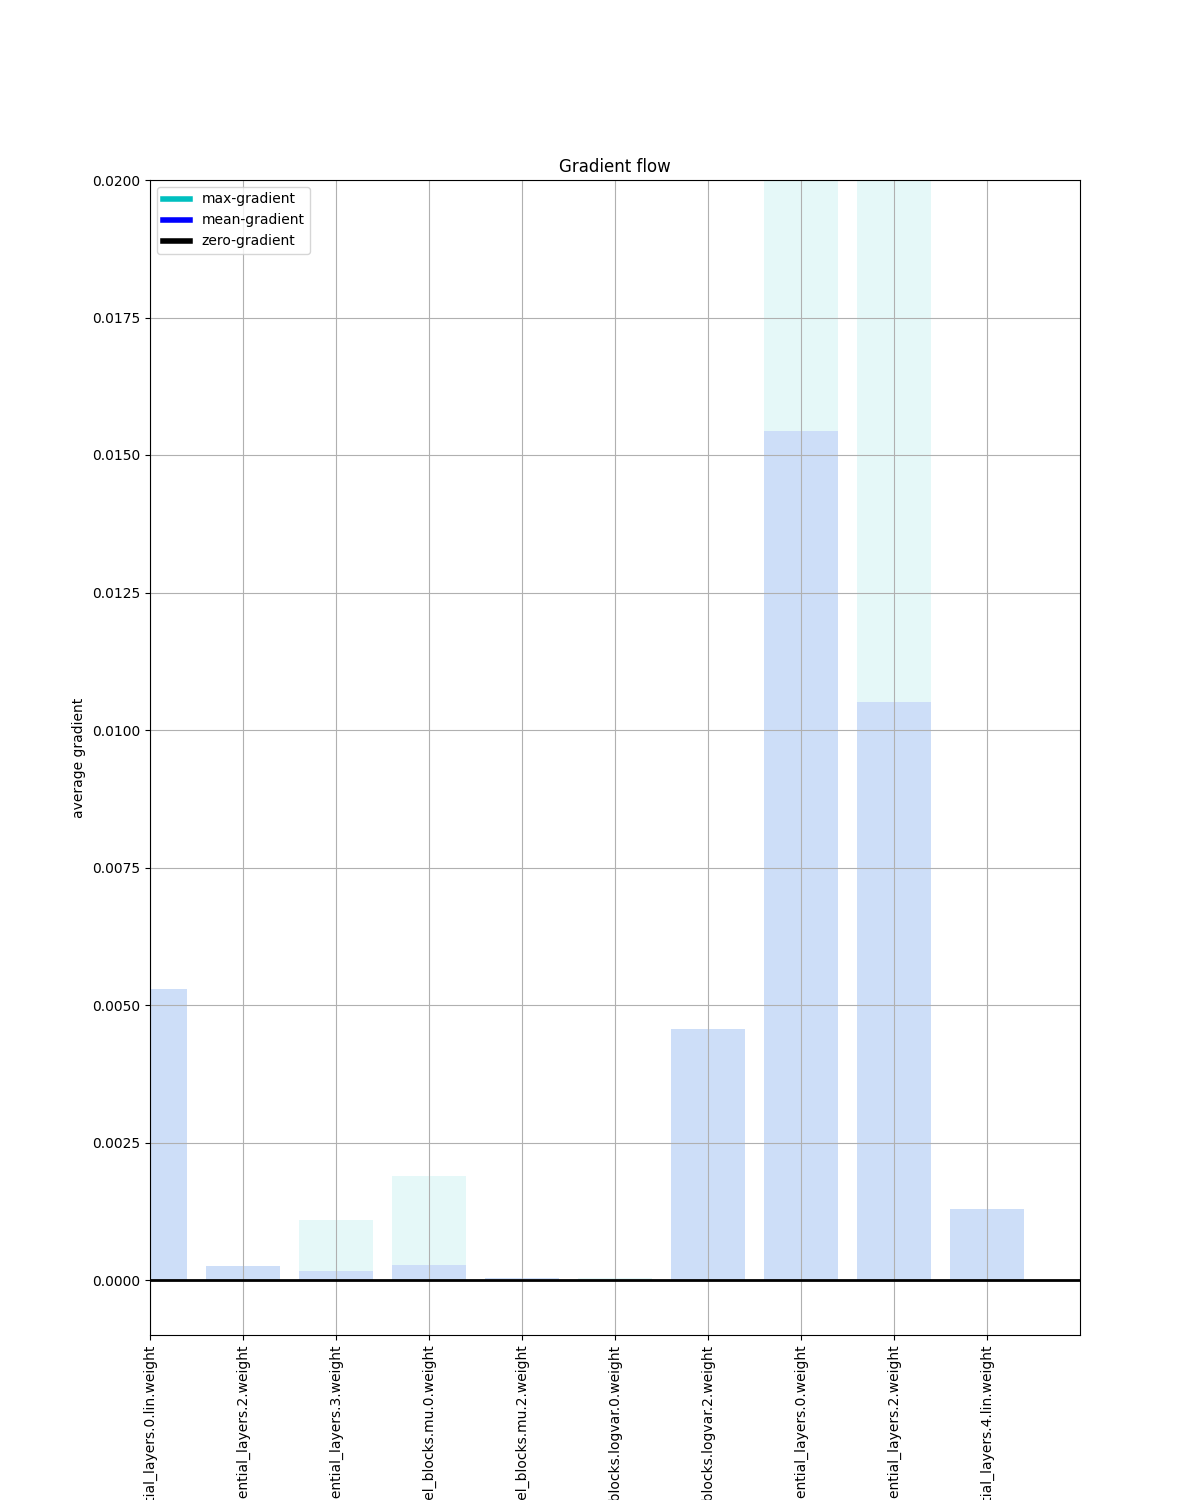 Gradient flow
max-gradient
mean-gradient
zero-gradient
0.0200
0.0175
0.0150
0.0125
0.0100
0.0075
0.0050
0.0025
0.0000
average gradient
tial_layers.0.lin.weight
ential_layers.2.weight
ential_layers.3.weight
el_blocks.mu.0.weight
el_blocks.mu.2.weight
blocks.logvar.0.weight
blocks.logvar.2.weight
ential_layers.0.weight
ential_layers.2.weight
tial_layers.4.lin.weight